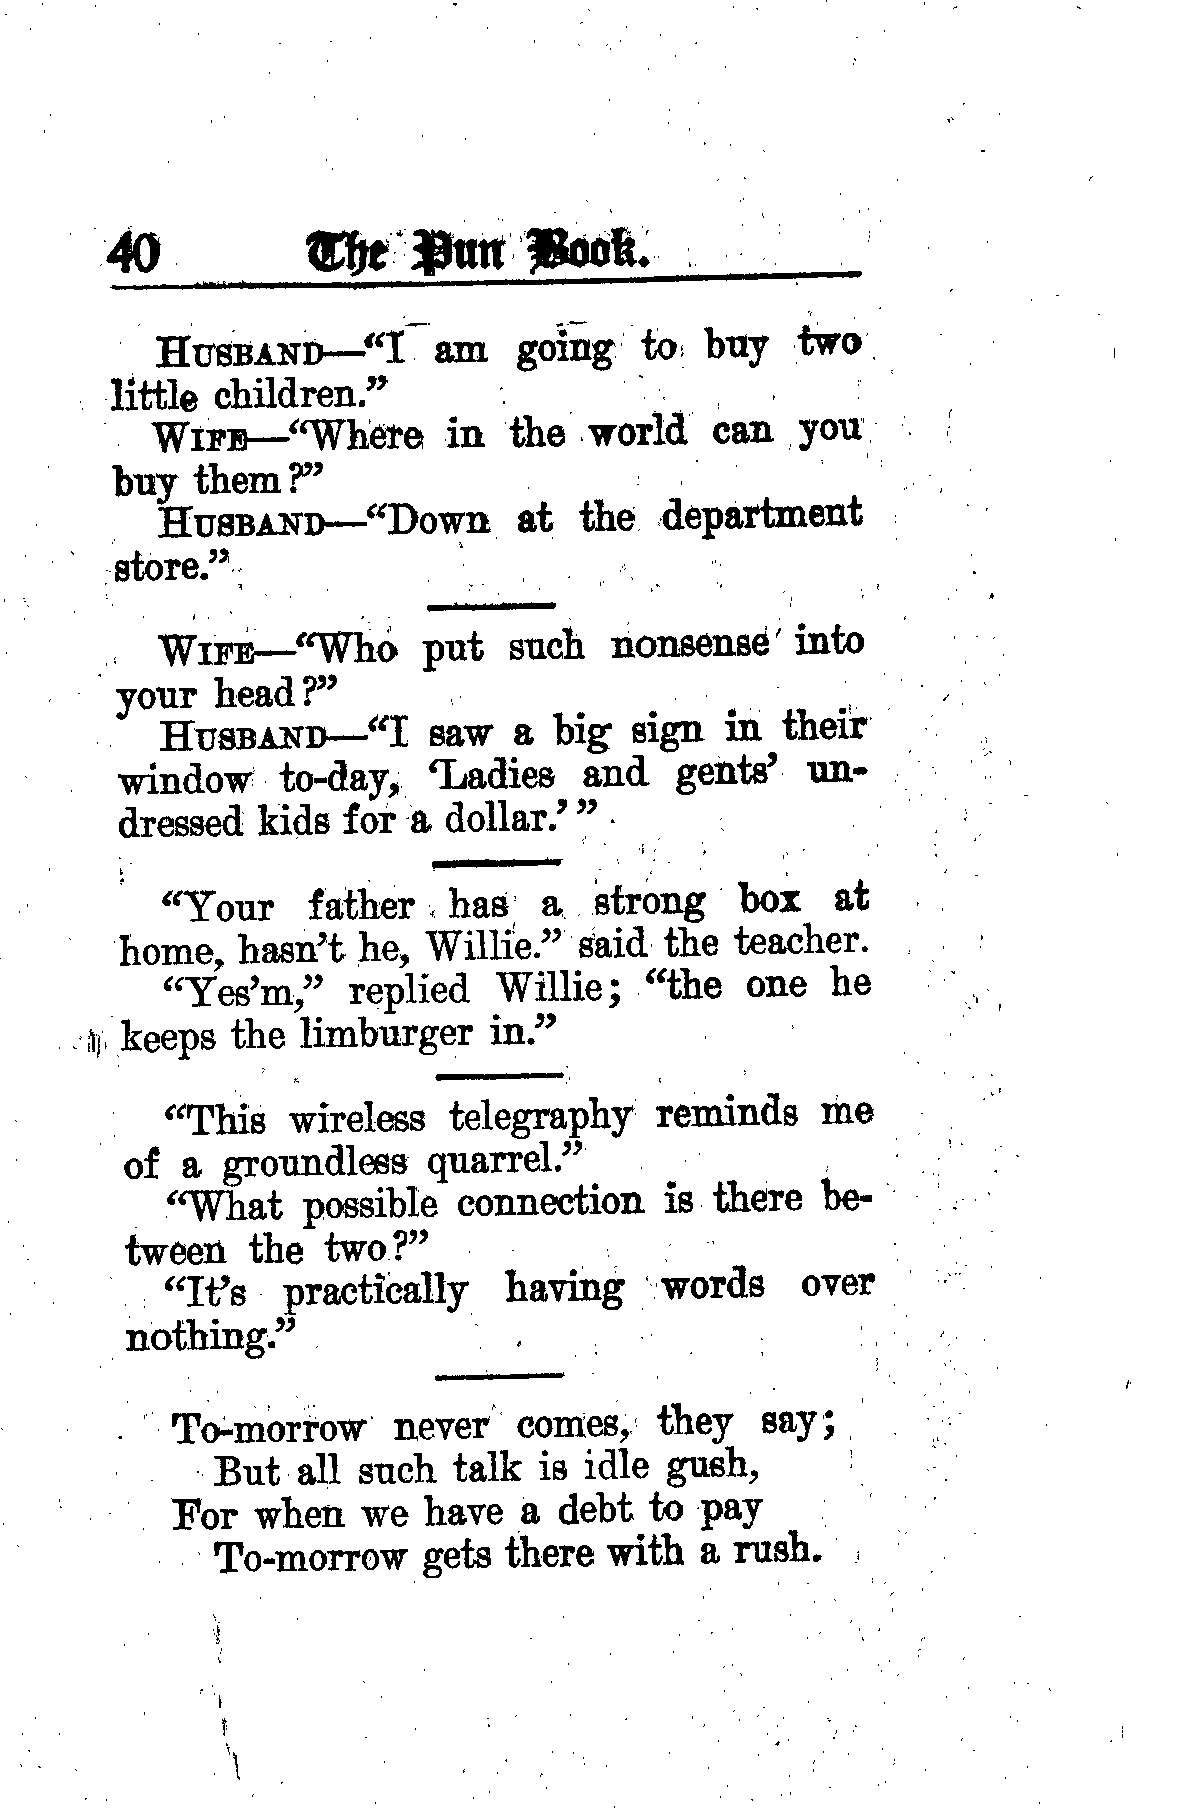 40 The Pun Book.
HUSBAND—“I am going to buy two
little children.”
WIFE—“Where in the world can you
buy them?”
HUSBAND—“Down at the department
store.”
WIFE—“Who put such nonsense into
your head?”
HUSBAND—“I saw a big sign in their
window to-day, ‘Ladies and gents’ un-
dressed kids for a dollar.’”
“Your father has a strong box at
home, hasn’t he, Willie.” said the teacher.
“Yes’m,” replied Willie; “the one he
keeps the limburger in.”
“This wireless telegraphy reminds me
of a groundless quarrel.”
“What possible connection is there be-
tween the two?”
“It’s practically having words over
nothing.”
To-morrow never comes, they say;
But all such talk is idle gush,
For when we have a debt to pay
To-morrow gets there with a rush.